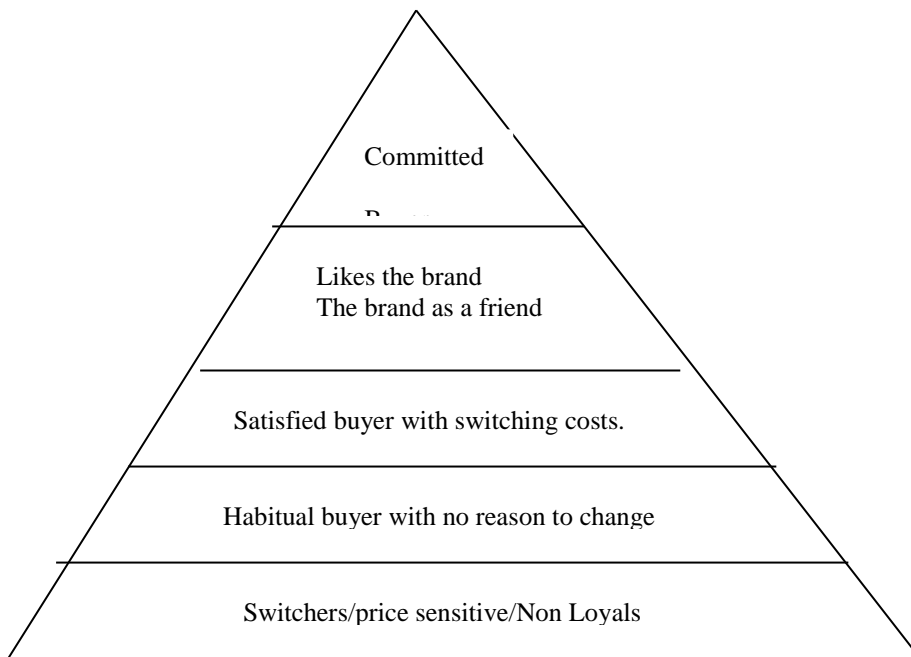 Committed
Likes the brand
The brand as a friend
Satisfied buyer with switching costs.
Habitual buyer with no reason to change
Switchers/price sensitive/Non Loyals